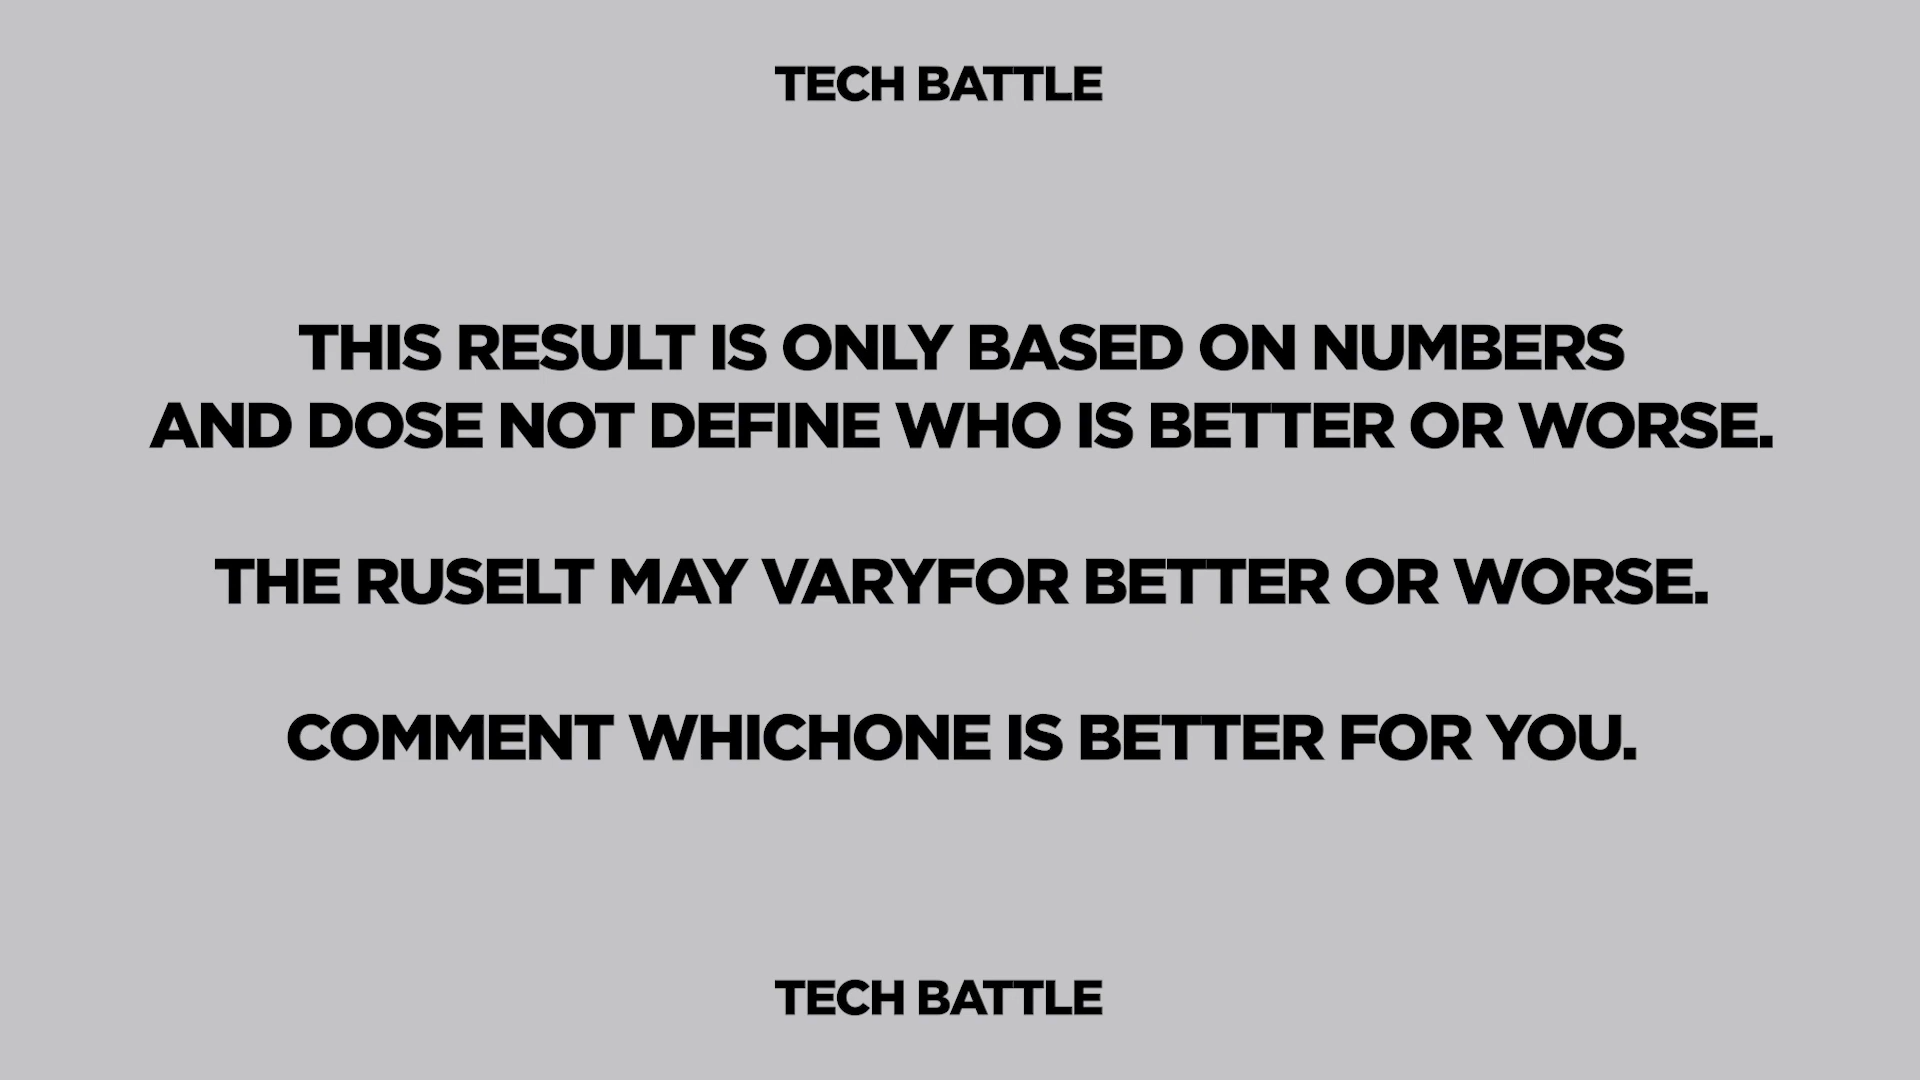 TECH BATTLE
THIS RESULT IS ONLY BASED ON NUMBERS
AND DOSE NOT DEFINE WHO IS BETTER OR WORSE.
THE RUSELT MAY VARYFOR BETTER OR WORSE.
COMMENT WHICHONE IS BETTER FOR YOU.
TECH BATTLE